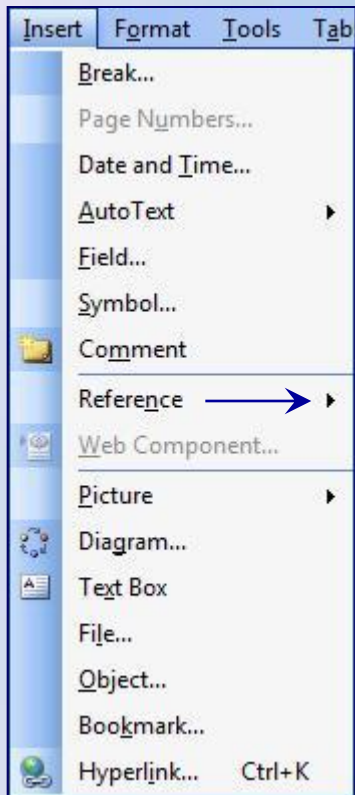 Insert Format Tools Tab
Break...
Page Numbers...
Date and Time...
AutoText
Field...
Symbol...
Comment
Reference
Web Component...
Picture
Diagram...
Text Box
File...
Object...
Bookmark...
Hyperlink... Ctrl+K